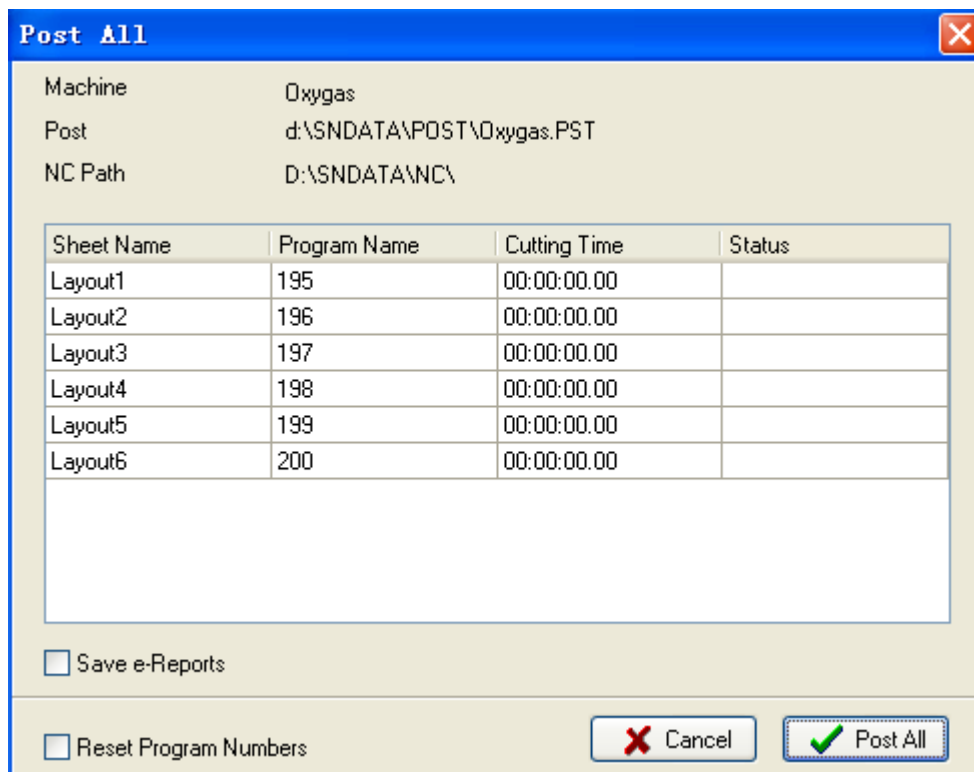 Post All
Machine Oxygas
Post d:\SNDATA\POST\Oxygas.PST
NC Path D:\SNDATA\NC\
Sheet Name Program Name Cutting Time Status
Layout1 195 00:00:00.00
Layout2 196 00:00:00.00
Layout3 197 00:00:00.00
Layout4 198 00:00:00.00
Layout5 199 00:00:00.00
Layout6 200 00:00:00.00
Save e-Reports
Reset Program Numbers Cancel Post All